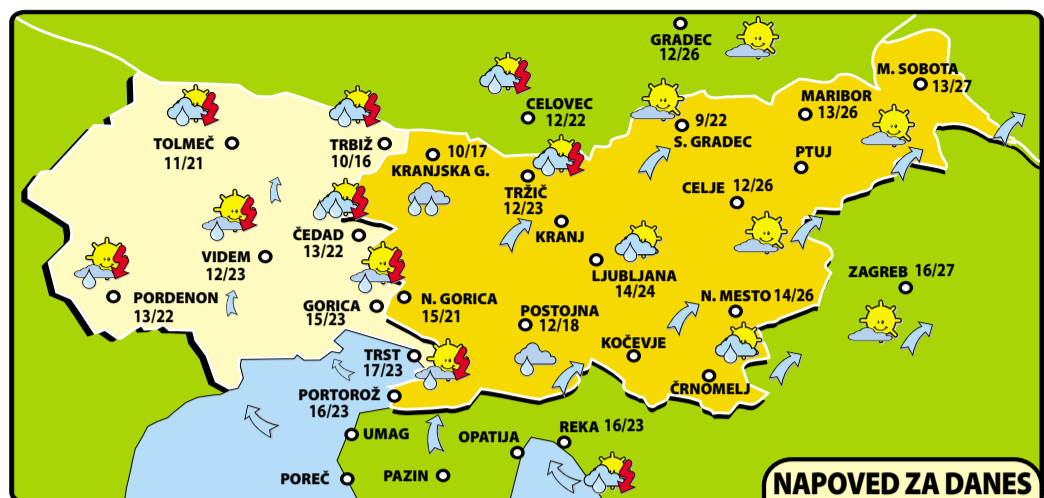 GRADEC
12/26
M. SOBOTA
13/27
CELOVEC
12/22
MARIBOR
13/26
9/22
S. GRADEC
TOLMEČ
11/21
TRBIŽ
10/16
10/17
KRANJSKA G.
PTUJ
TRŽIČ
12/23
CELJE 12/26
KRANJ
ČEDAD
13/22
VIDEM
12/23
LJUBLJANA
14/24
ZAGREB 16/27
PORDENON
13/22
GORICA
15/23
N. GORICA
15/21
POSTOJNA
12/18
N. MESTO 14/26
KOČEVJE
TRST
17/23
ČRNOMELJ
PORTOROŽ
16/23
UMAG
OPATIJA
REKA 16/23
POREČ
PAZIN
NAPOVED ZA DANES